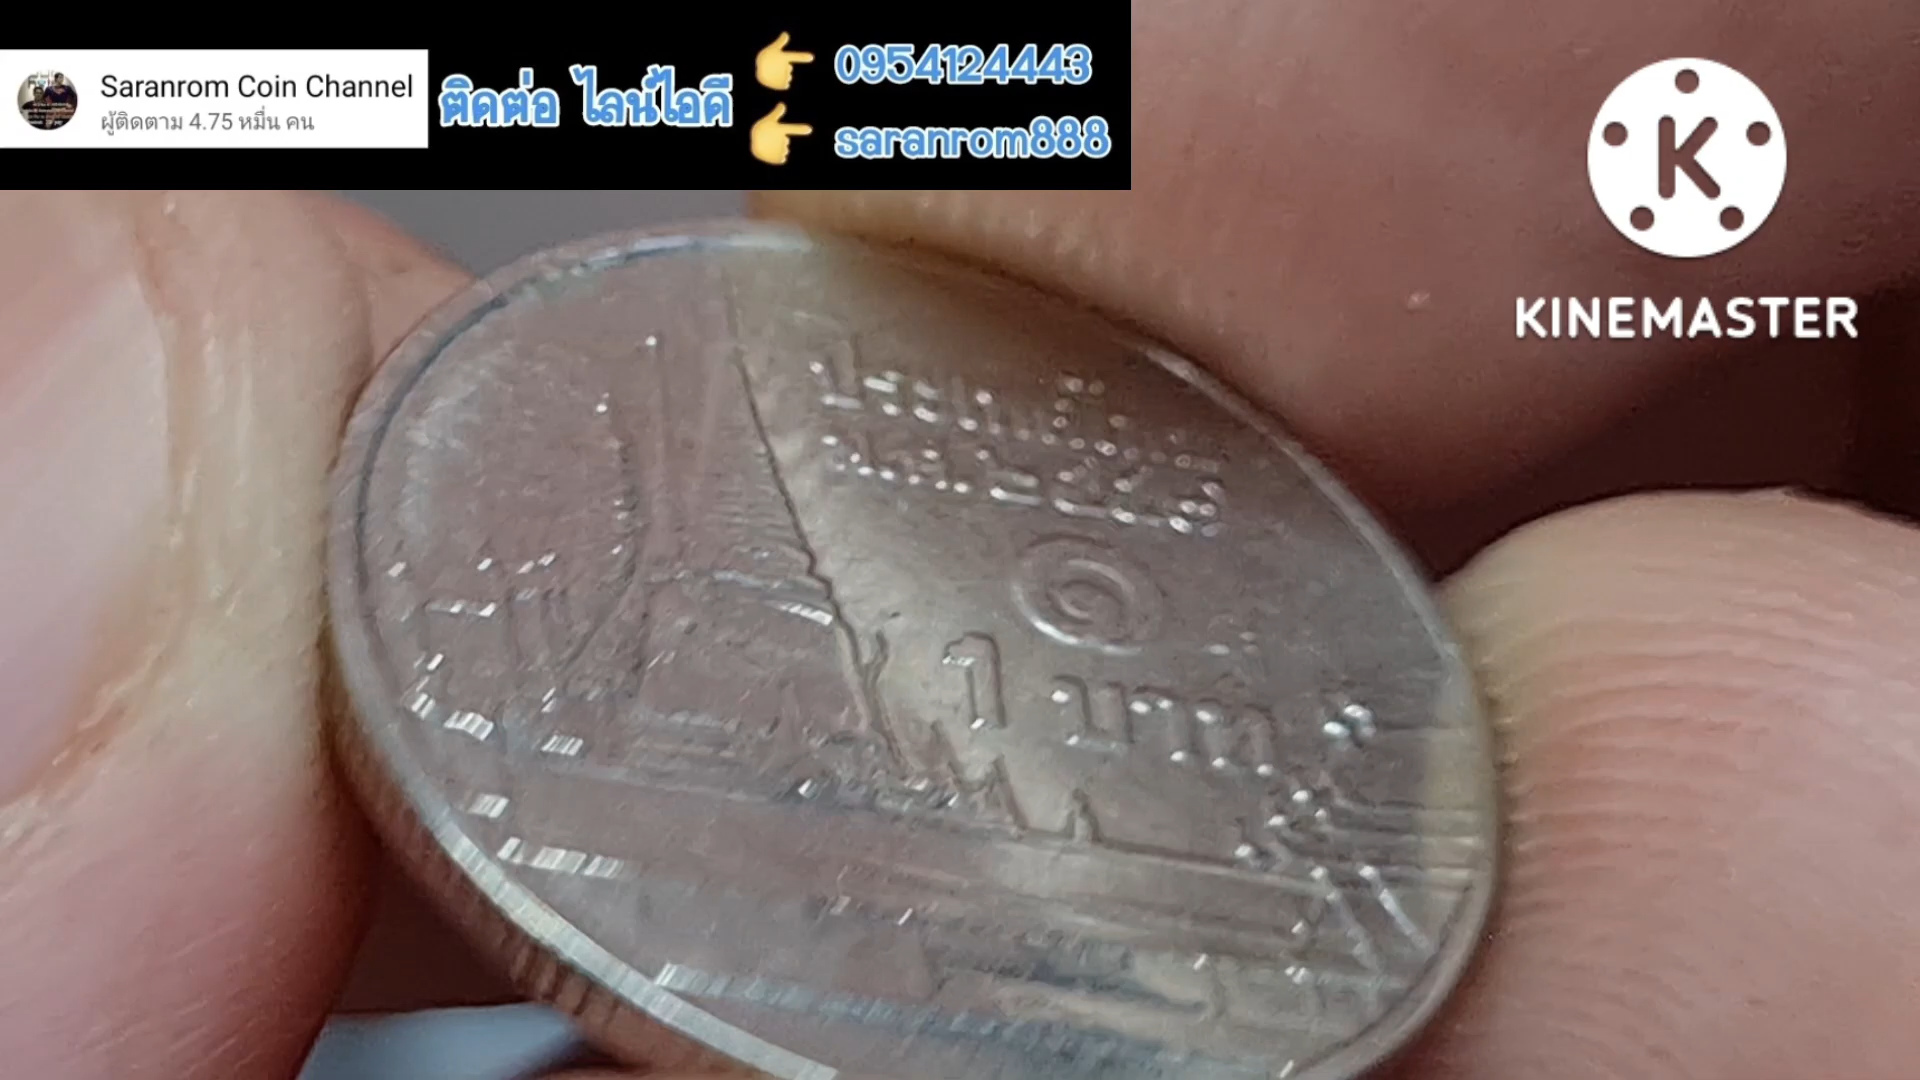 Saranrom Coin Channel
ผู้ติดตาม 4.75 หมื่น คน
ติดต่อ ไลน์ไอดี
👉 0954124443
👉 saranrom888
K
KINEMASTER
ประเทศไทย
๑
1 บาท